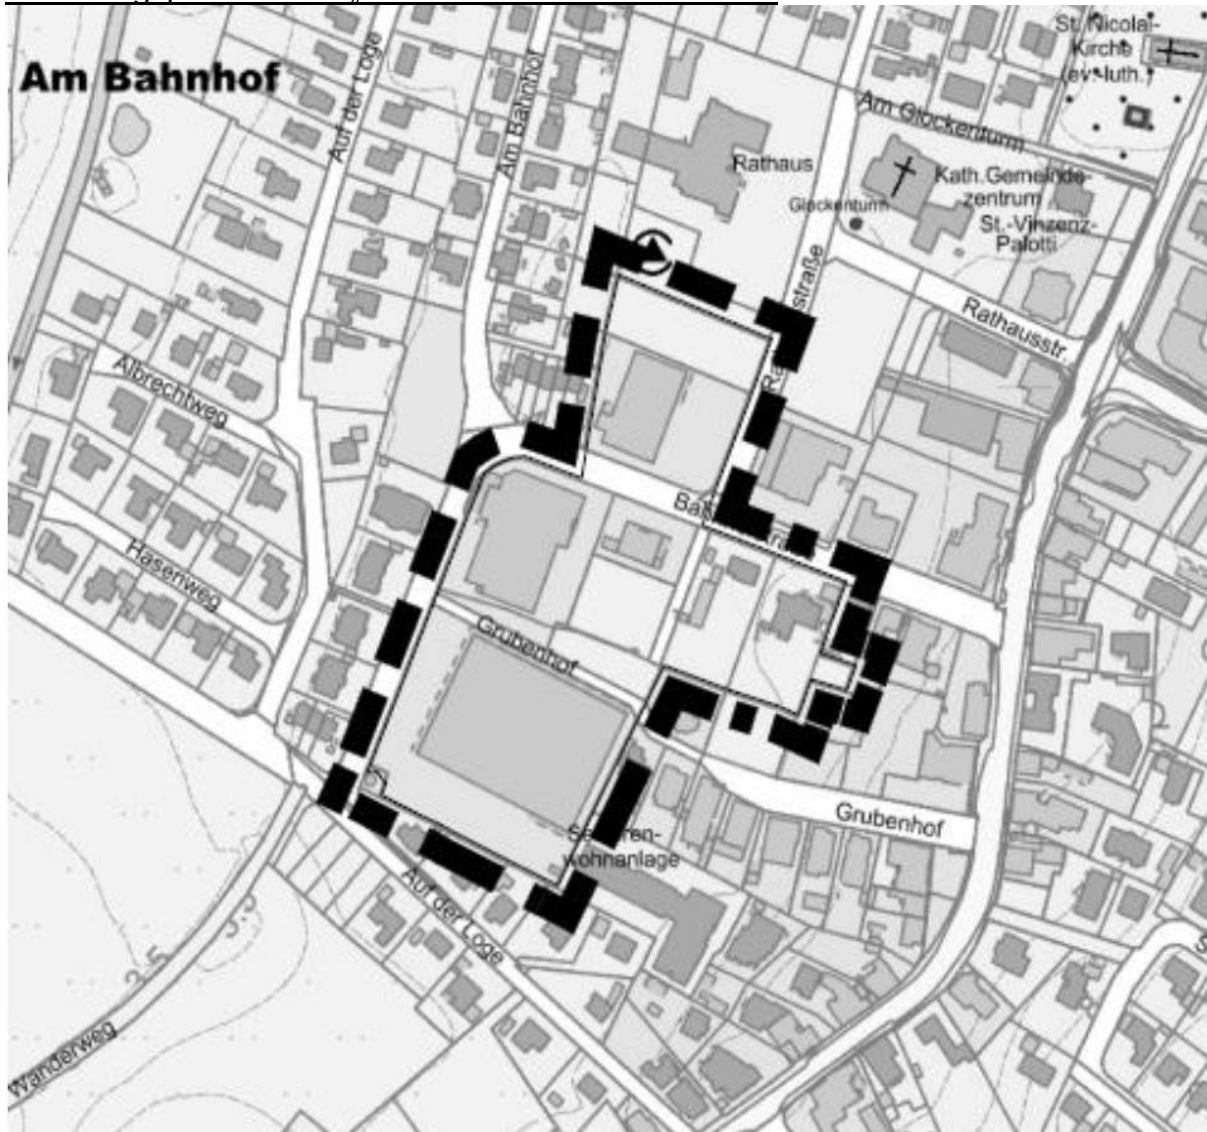 Am Bahnhof
Auf der Loge
Am Bahnhof
St. Nicolai-
Kirche
(ev.-luth.)
Am Glockenturm
Rathaus
Kath.Gemeinde-
zentrum
St.-Vinzenz-
Palotti
Glockenturm
straße
Rathausstr.
Albrechtweg
Hasenweg
Grubenhof
Grubenhof
wohnanlage
Auf der Loge
Wanderweg